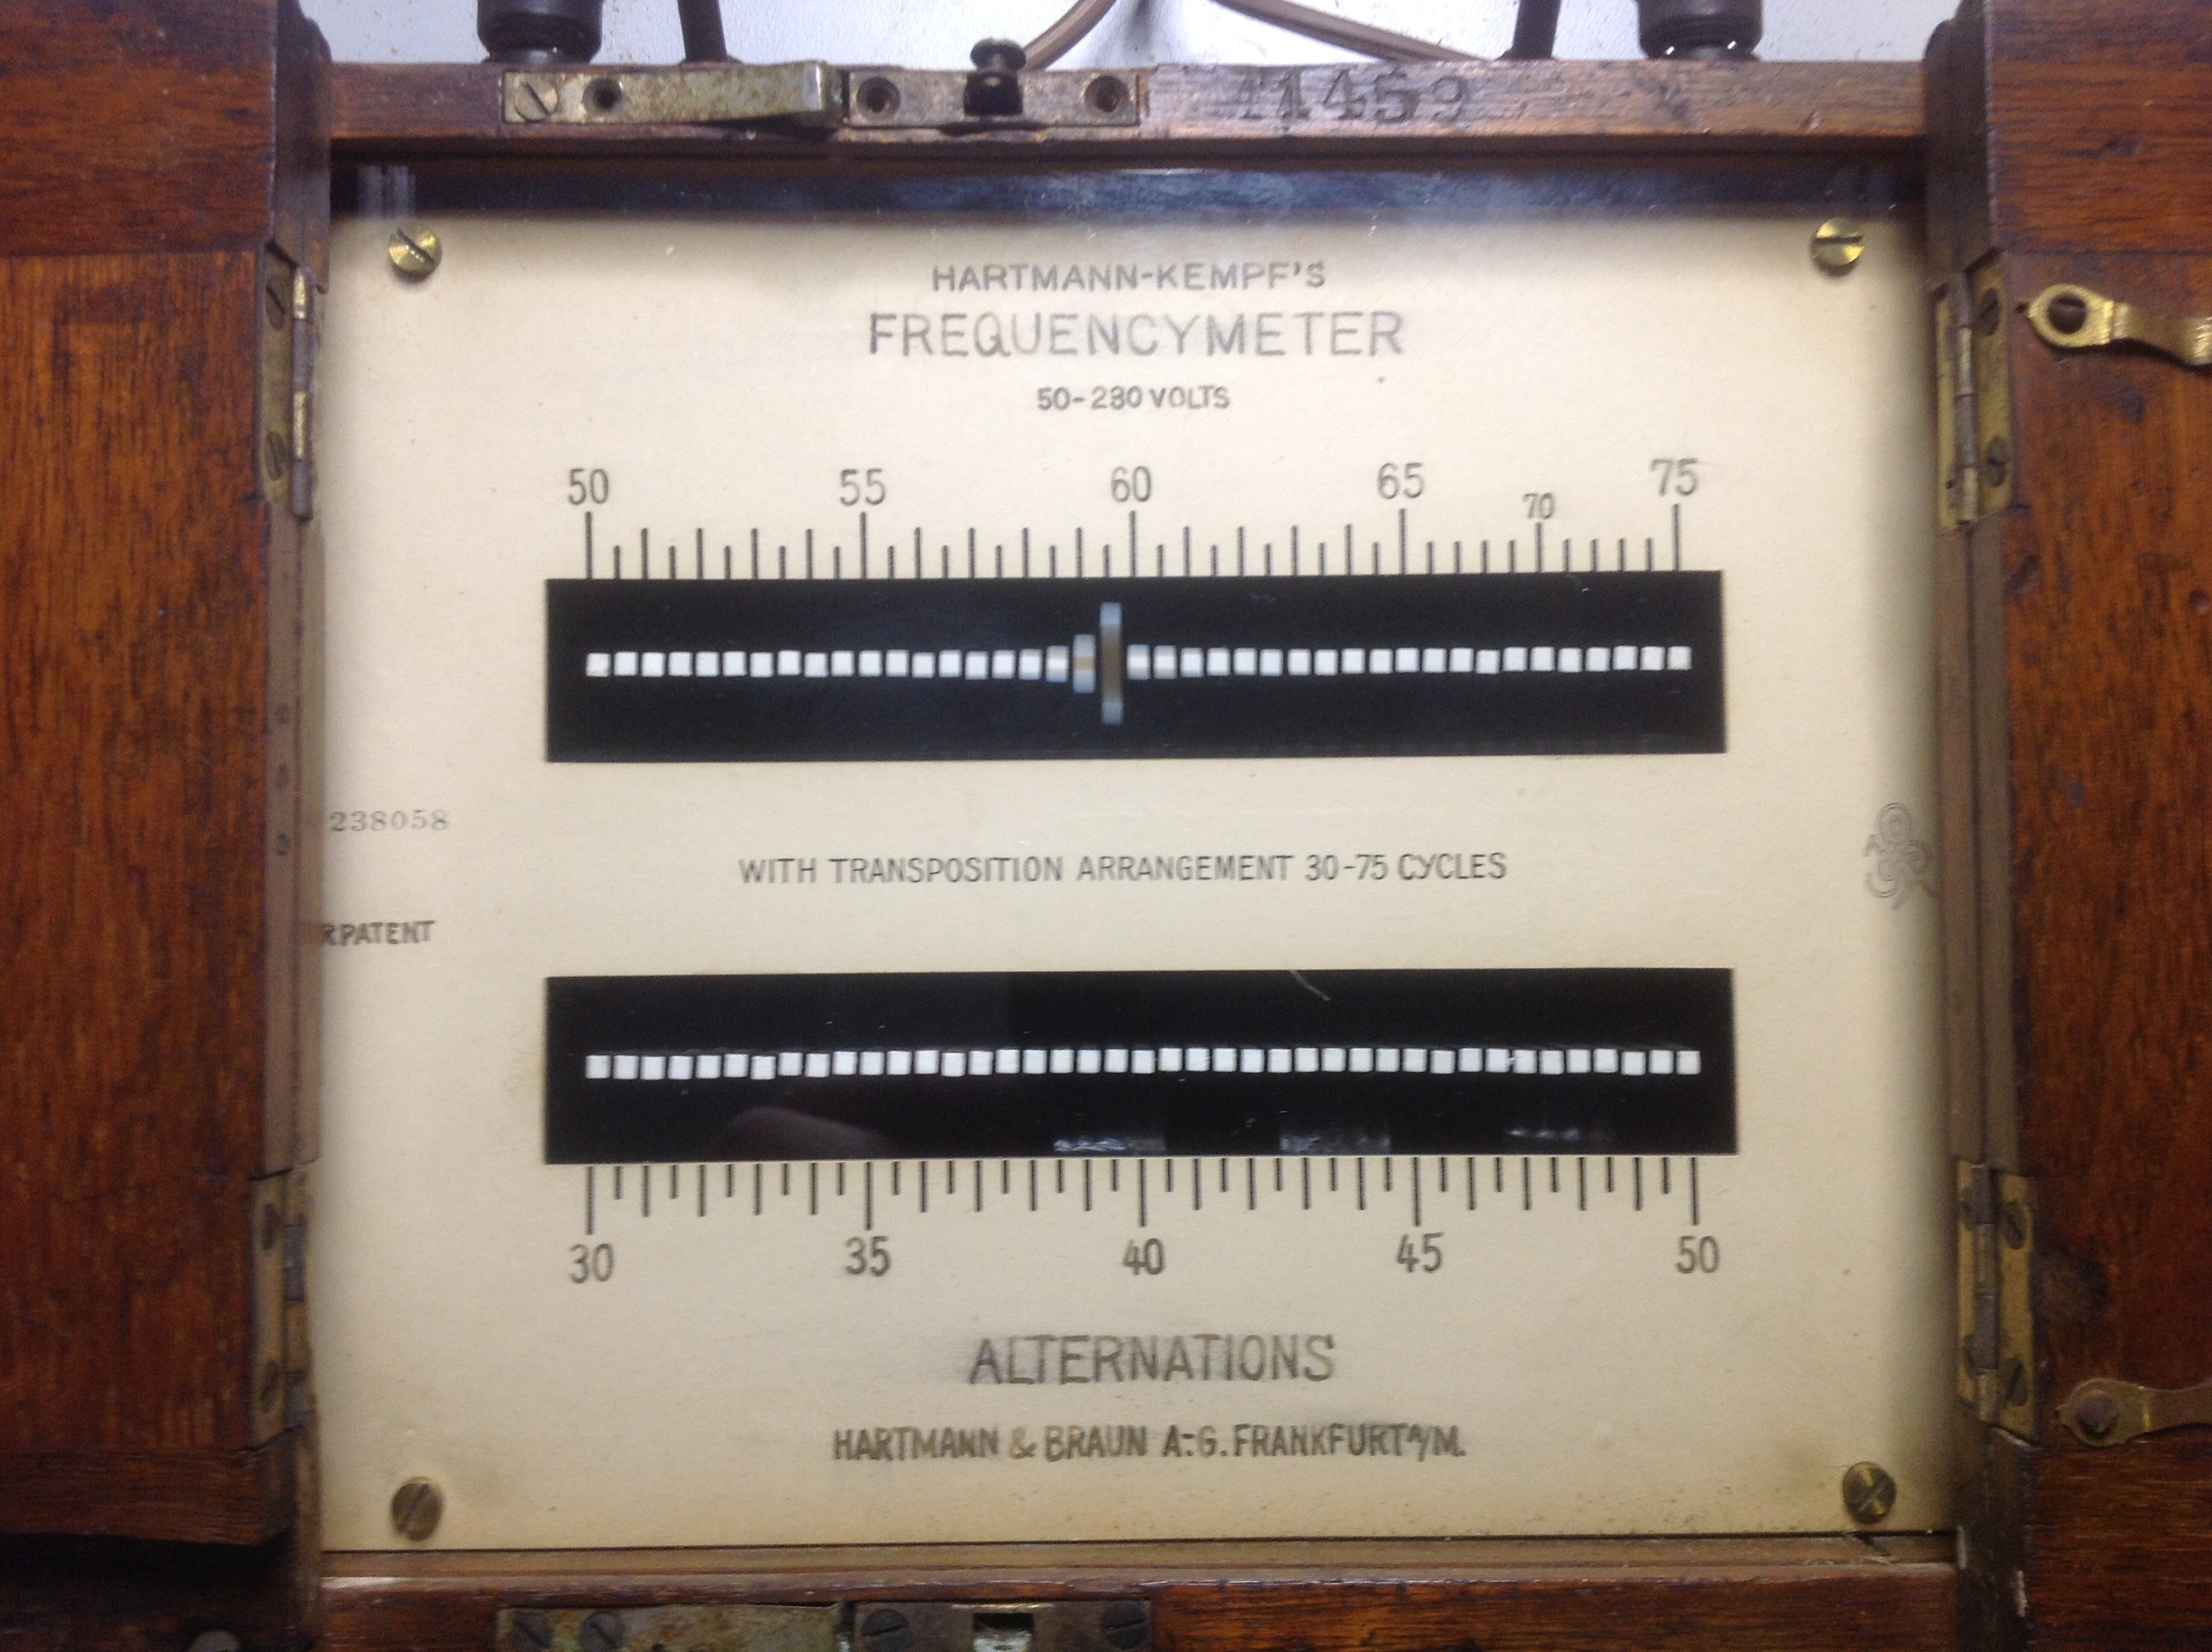 11459
HARTMANN-KEMPF'S
FREQUENCYMETER
50-280 VOLTS
50 55 60 65 70 75
238058
WITH TRANSPOSITION ARRANGEMENT 30-75 CYCLES
RPATENT
30 35 40 45 50
ALTERNATIONS
HARTMANN & BRAUN A:G. FRANKFURT A/M.